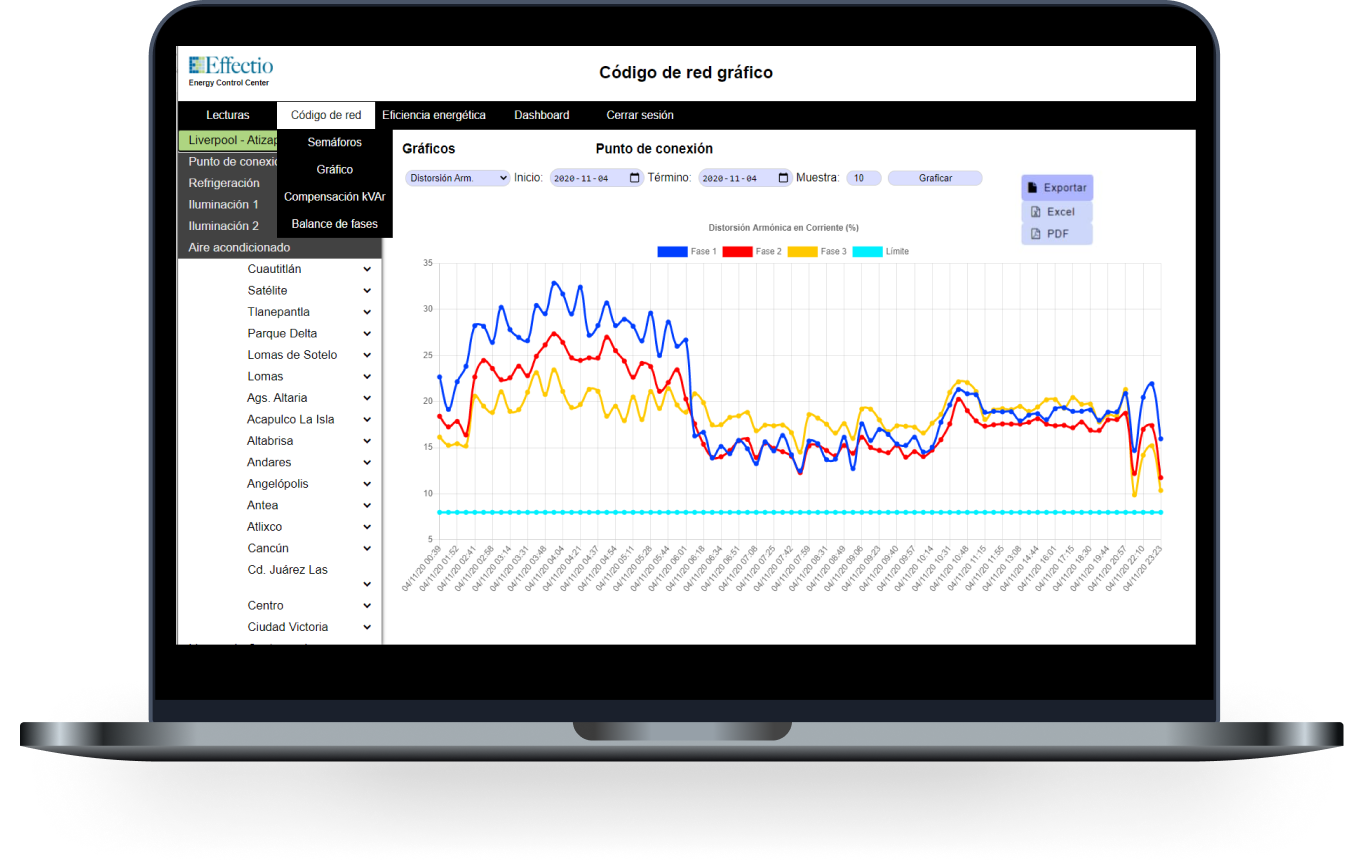 Effectio
Energy Control Center
Código de red gráfico
Lecturas Código de red Eficiencia energética Dashboard Cerrar sesión
Liverpool - Atizap
Punto de conexió
Refrigeración
Iluminación 1
Iluminación 2
Aire acondicionado
Semáforos
Gráfico
Compensación kVAr
Balance de fases
Cuautitlán
Satélite
Tlanepantla
Parque Delta
Lomas de Sotelo
Lomas
Ags. Altaria
Acapulco La Isla
Altabrisa
Andares
Angelópolis
Antea
Atlixco
Cancún
Cd. Juárez Las
Centro
Ciudad Victoria
Gráficos Punto de conexión
Distorsión Arm. Inicio: 2020-11-04 Término: 2020-11-04 Muestra: 10 Graficar
Exportar
Excel
PDF
Distorsión Armónica en Corriente (%)
Fase 1 Fase 2 Fase 3 Límite
35
30
25
20
15
10
5
04/11/20 00:39
04/11/20 01:52
04/11/20 02:41
04/11/20 02:58
04/11/20 03:14
04/11/20 03:31
04/11/20 03:48
04/11/20 04:04
04/11/20 04:21
04/11/20 04:37
04/11/20 04:54
04/11/20 05:11
04/11/20 05:28
04/11/20 05:44
04/11/20 06:01
04/11/20 06:18
04/11/20 06:34
04/11/20 06:51
04/11/20 07:08
04/11/20 07:25
04/11/20 07:42
04/11/20 07:59
04/11/20 08:31
04/11/20 08:49
04/11/20 09:06
04/11/20 09:23
04/11/20 09:40
04/11/20 09:57
04/11/20 10:14
04/11/20 10:31
04/11/20 10:48
04/11/20 11:15
04/11/20 11:55
04/11/20 13:08
04/11/20 14:44
04/11/20 16:01
04/11/20 17:15
04/11/20 18:30
04/11/20 19:44
04/11/20 20:57
04/11/20 22:10
04/11/20 23:23